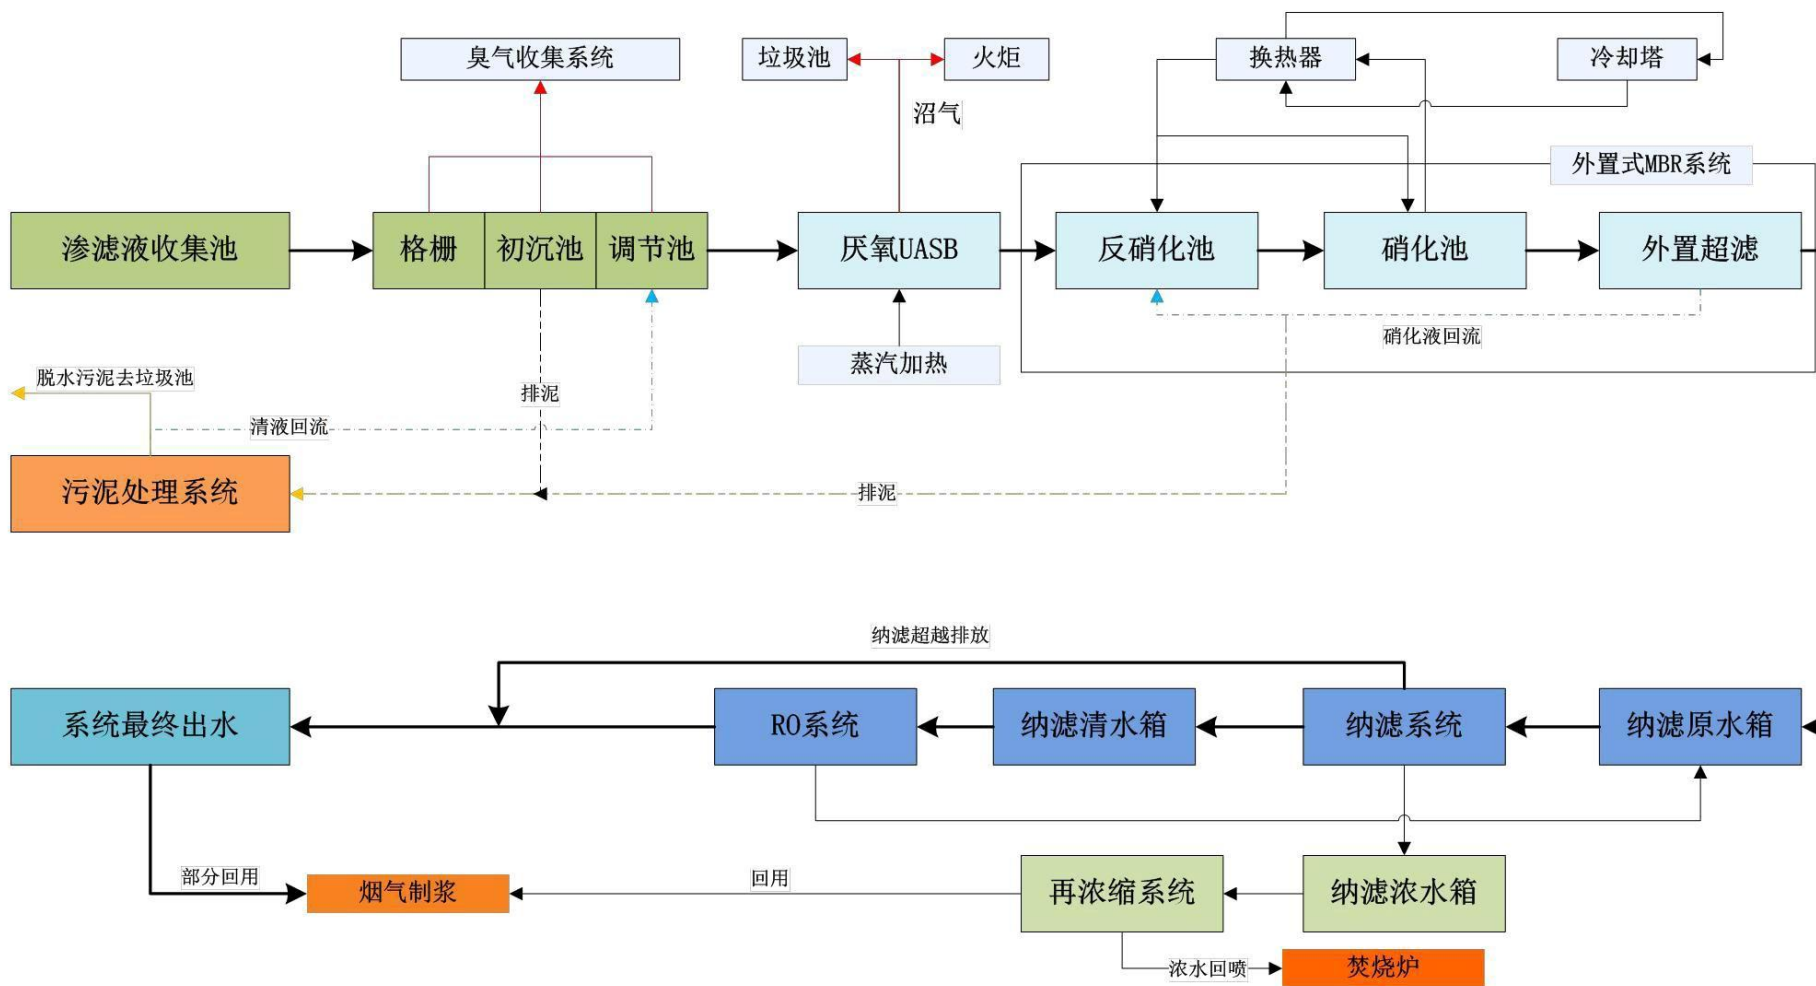 臭气收集系统
垃圾池
火炬
换热器
冷却塔
沼气
外置式MBR系统
渗滤液收集池
格栅
初沉池
调节池
厌氧UASB
反硝化池
硝化池
外置超滤
硝化液回流
蒸汽加热
脱水污泥去垃圾池
排泥
清液回流
污泥处理系统
排泥
纳滤超越排放
系统最终出水
RO系统
纳滤清水箱
纳滤系统
纳滤原水箱
部分回用
烟气制浆
回用
再浓缩系统
纳滤浓水箱
浓水回喷
焚烧炉